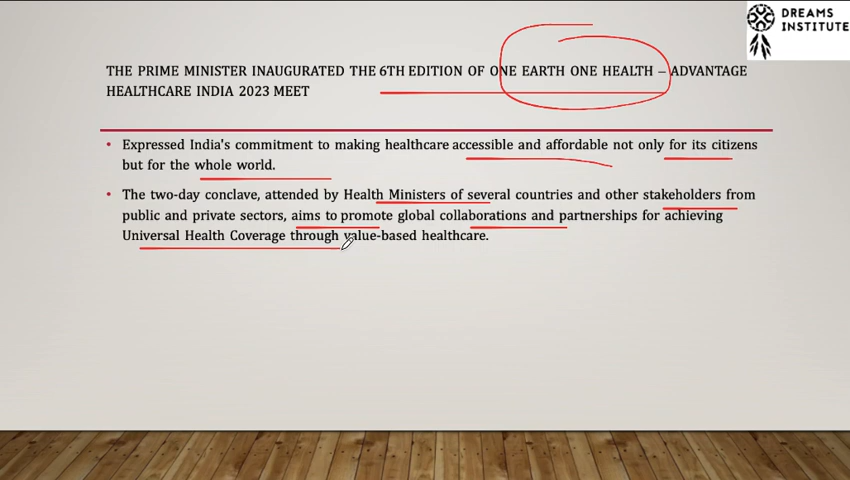 DREAMS
INSTITUTE
THE PRIME MINISTER INAUGURATED THE 6TH EDITION OF ONE EARTH ONE HEALTH – ADVANTAGE
HEALTHCARE INDIA 2023 MEET
• Expressed India's commitment to making healthcare accessible and affordable not only for its citizens
but for the whole world.
• The two-day conclave, attended by Health Ministers of several countries and other stakeholders from
public and private sectors, aims to promote global collaborations and partnerships for achieving
Universal Health Coverage through value-based healthcare.